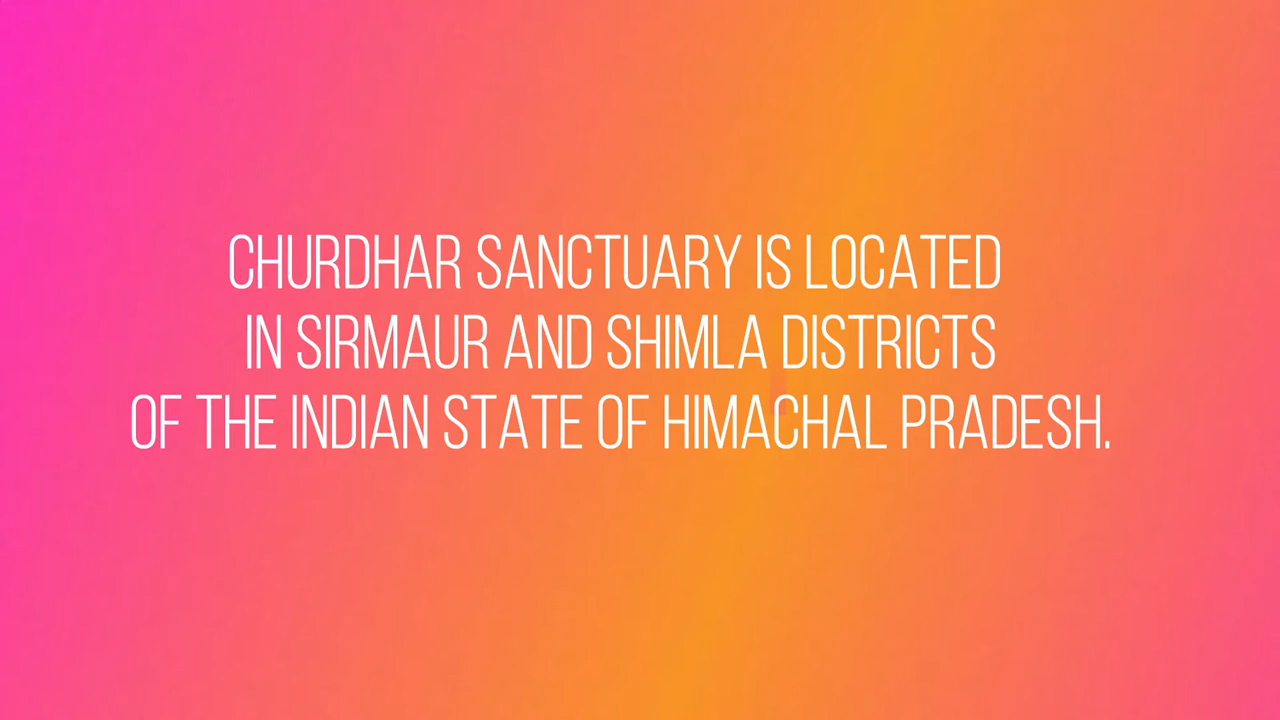 CHURDHAR SANCTUARY IS LOCATED
IN SIRMAUR AND SHIMLA DISTRICTS
OF THE INDIAN STATE OF HIMACHAL PRADESH.